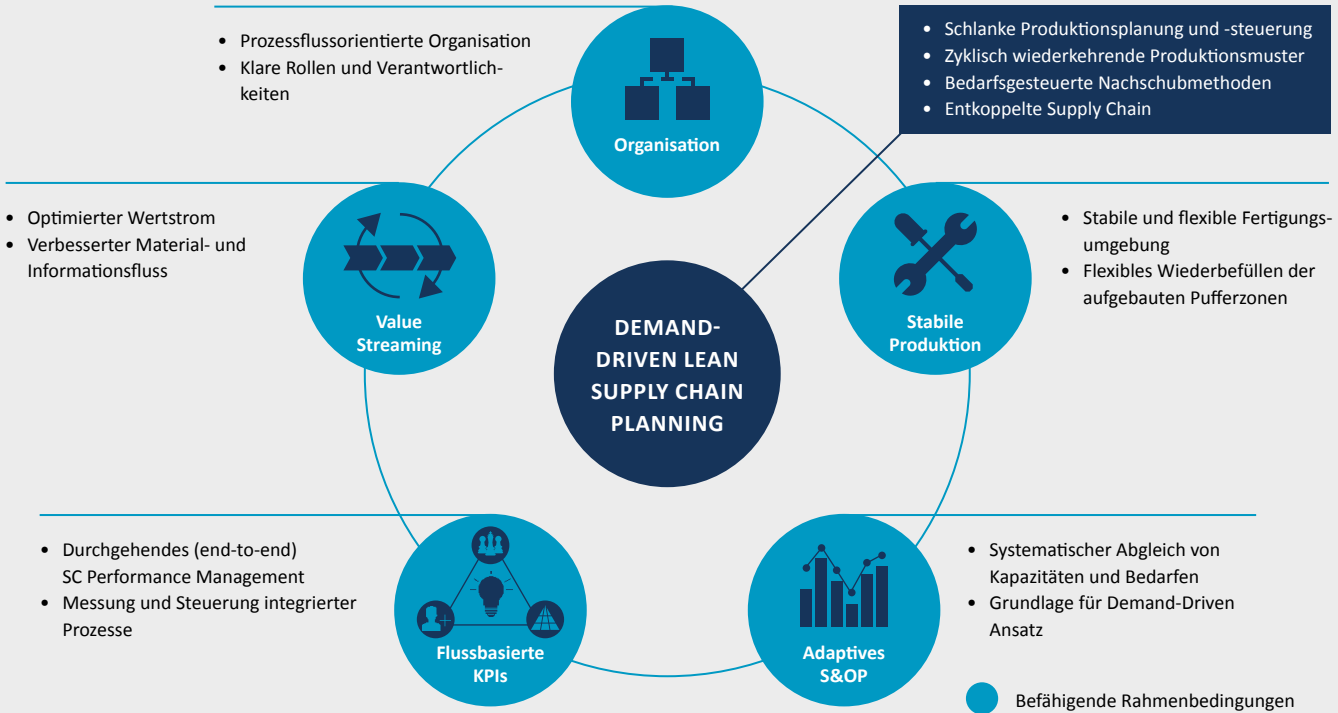 • Prozessflussorientierte Organisation
• Klare Rollen und Verantwortlich-
keiten
Organisation
• Schlanke Produktionsplanung und -steuerung
• Zyklisch wiederkehrende Produktionsmuster
• Bedarfsgesteuerte Nachschubmethoden
• Entkoppelte Supply Chain
• Optimierter Wertstrom
• Verbesserter Material- und
Informationsfluss
Value
Streaming
DEMAND-
DRIVEN LEAN
SUPPLY CHAIN
PLANNING
Stabile
Produktion
• Stabile und flexible Fertigungs-
umgebung
• Flexibles Wiederbefüllen der
aufgebauten Pufferzonen
• Durchgehendes (end-to-end)
SC Performance Management
• Messung und Steuerung integrierter
Prozesse
Flussbasierte
KPIs
Adaptives
S&OP
• Systematischer Abgleich von
Kapazitäten und Bedarfen
• Grundlage für Demand-Driven
Ansatz
Befähigende Rahmenbedingungen